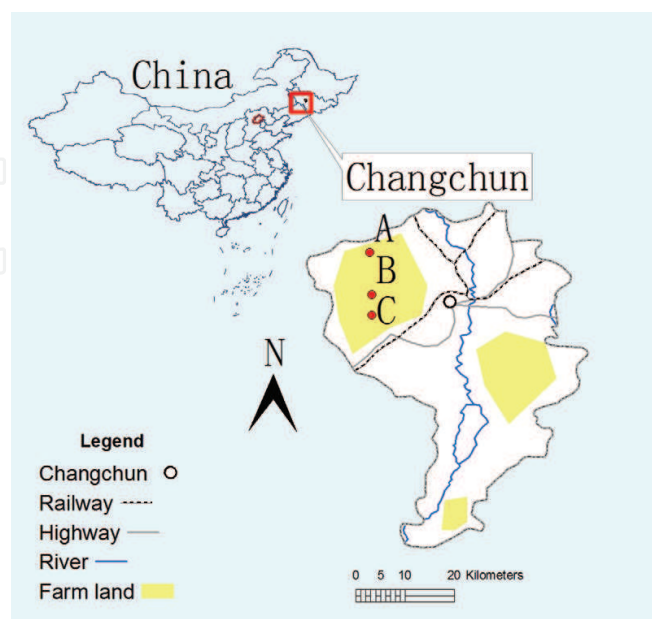 China
Changchun
A
B
C
N
Legend
Changchun
Railway
Highway
River
Farm land
0 5 10 20 Kilometers